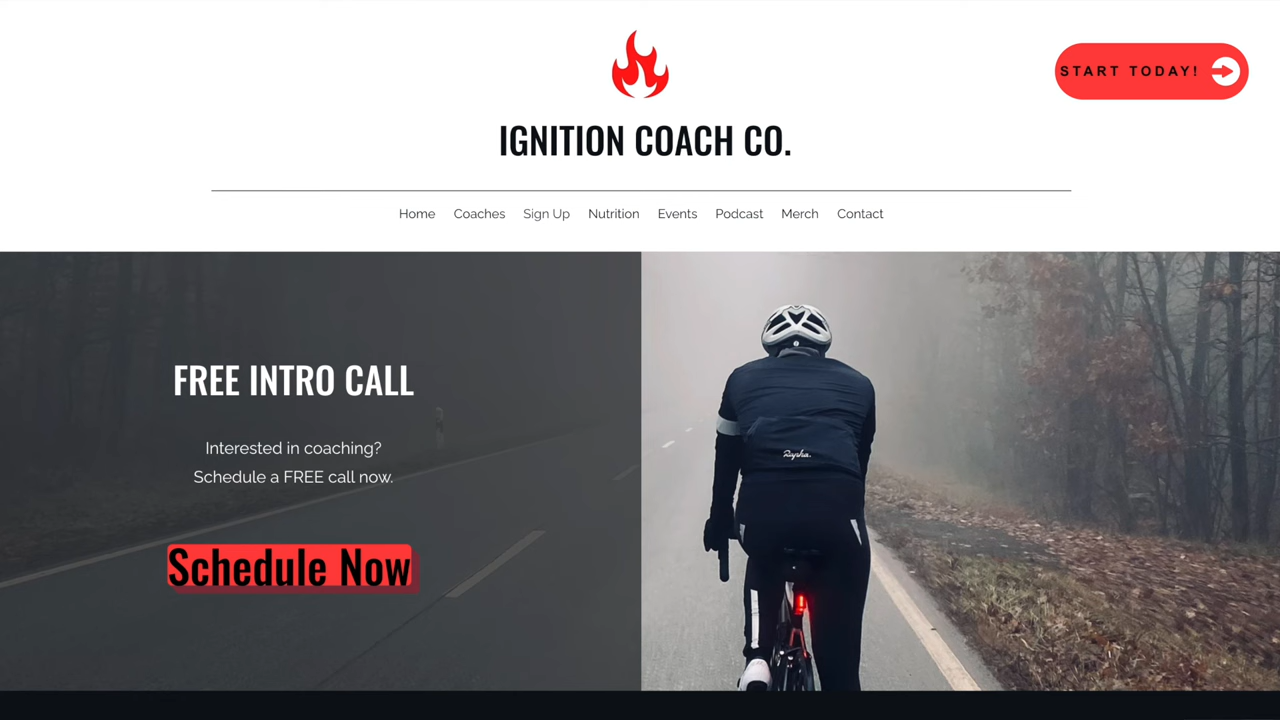 START TODAY!
IGNITION COACH CO.
Home Coaches Sign Up Nutrition Events Podcast Merch Contact
FREE INTRO CALL
Interested in coaching?
Schedule a FREE call now.
Schedule Now
Rapha.